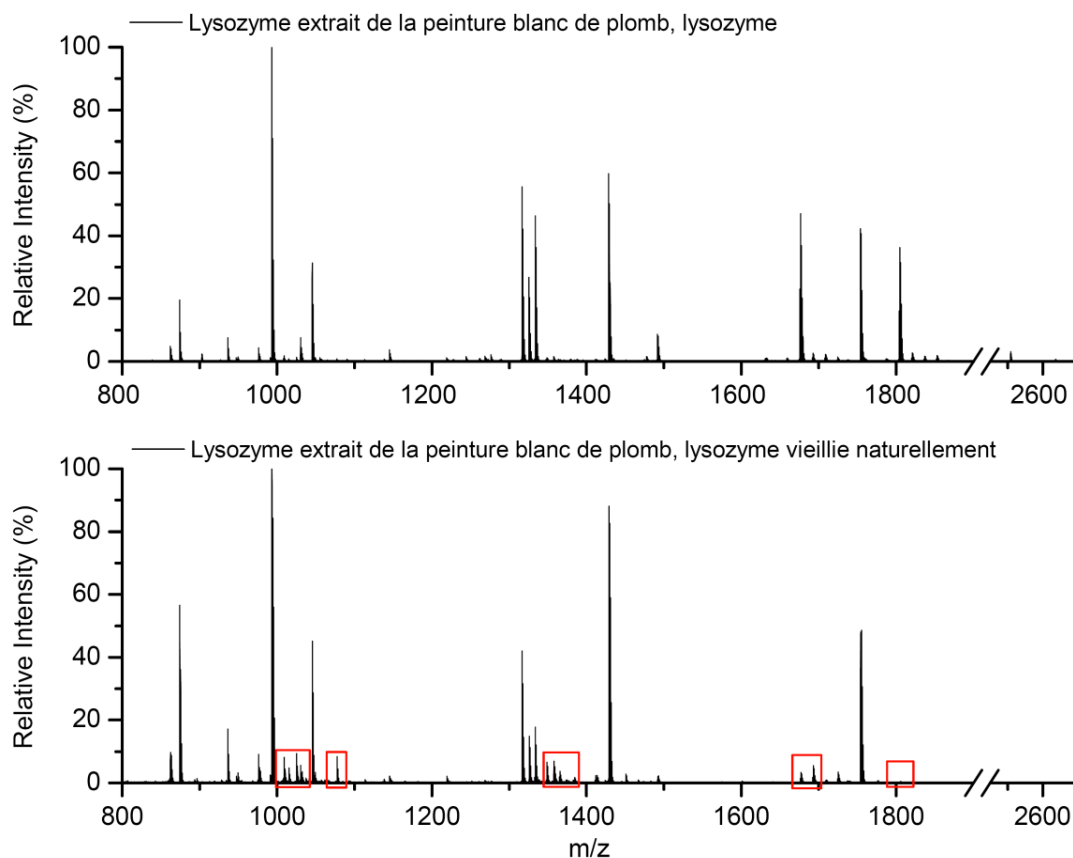 Lysozyme extrait de la peinture blanc de plomb, lysozyme
Relative Intensity (%)
100
80
60
40
20
0
800 1000 1200 1400 1600 1800 2600
Lysozyme extrait de la peinture blanc de plomb, lysozyme vieillie naturellement
Relative Intensity (%)
100
80
60
40
20
0
800 1000 1200 1400 1600 1800 2600
m/z